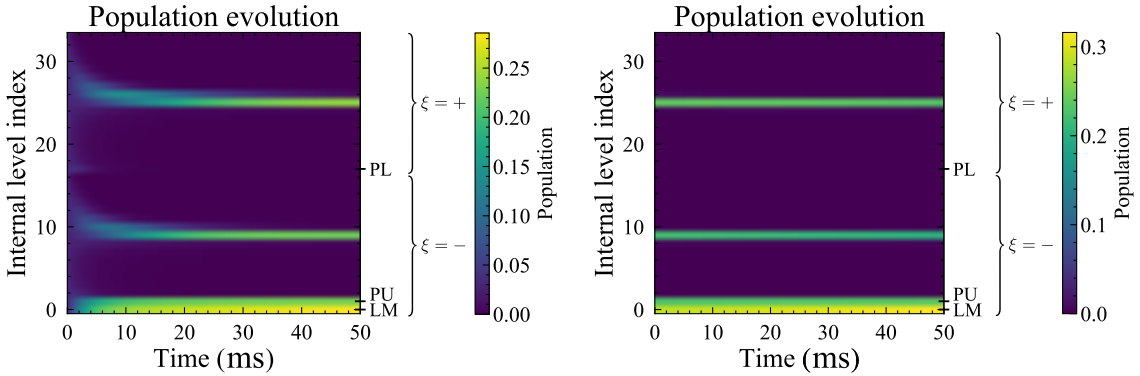 Population evolution
Internal level index
30
20
10
0
0 10 20 30 40 50
Time (ms)
ξ = +
ξ = −
PL
PU
LM
0.25
0.20
0.15
0.10
0.05
0.00
Population
Population evolution
Internal level index
30
20
10
0
0 10 20 30 40 50
Time (ms)
ξ = +
ξ = −
PL
PU
LM
0.3
0.2
0.1
0.0
Population